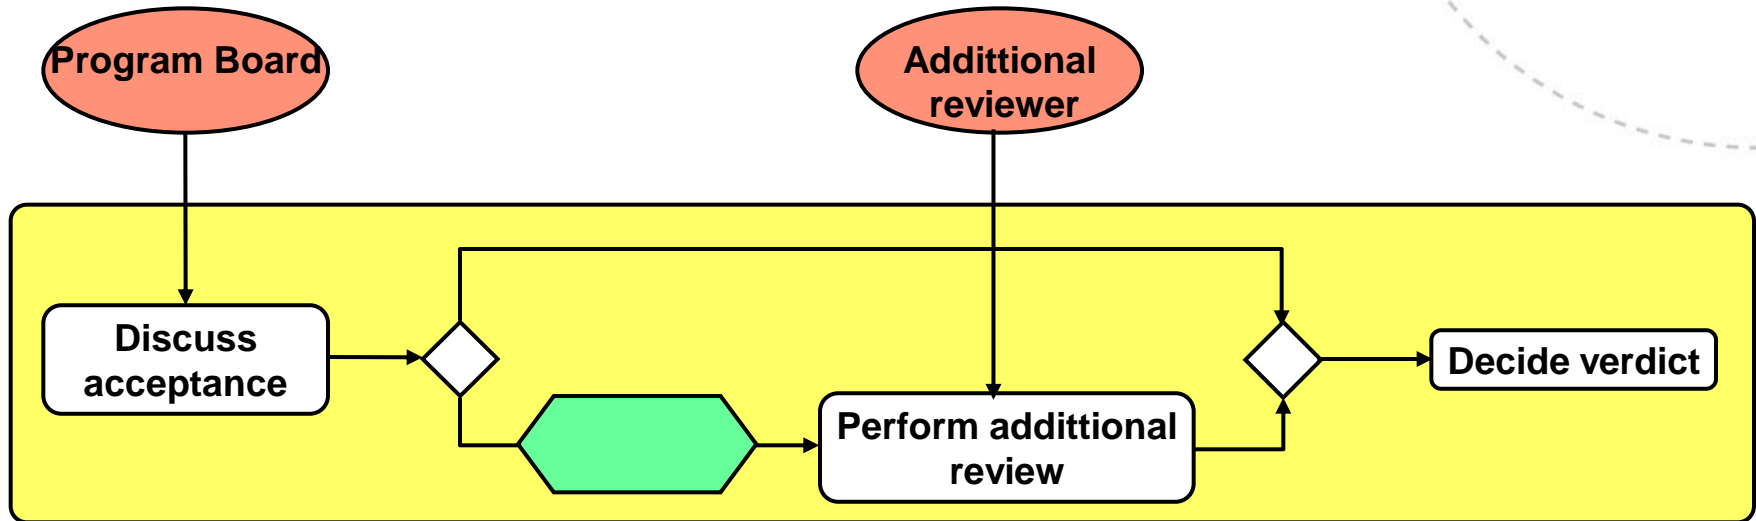 Program Board
Addittional
reviewer
Discuss
acceptance
Perform addittional
review
Decide verdict